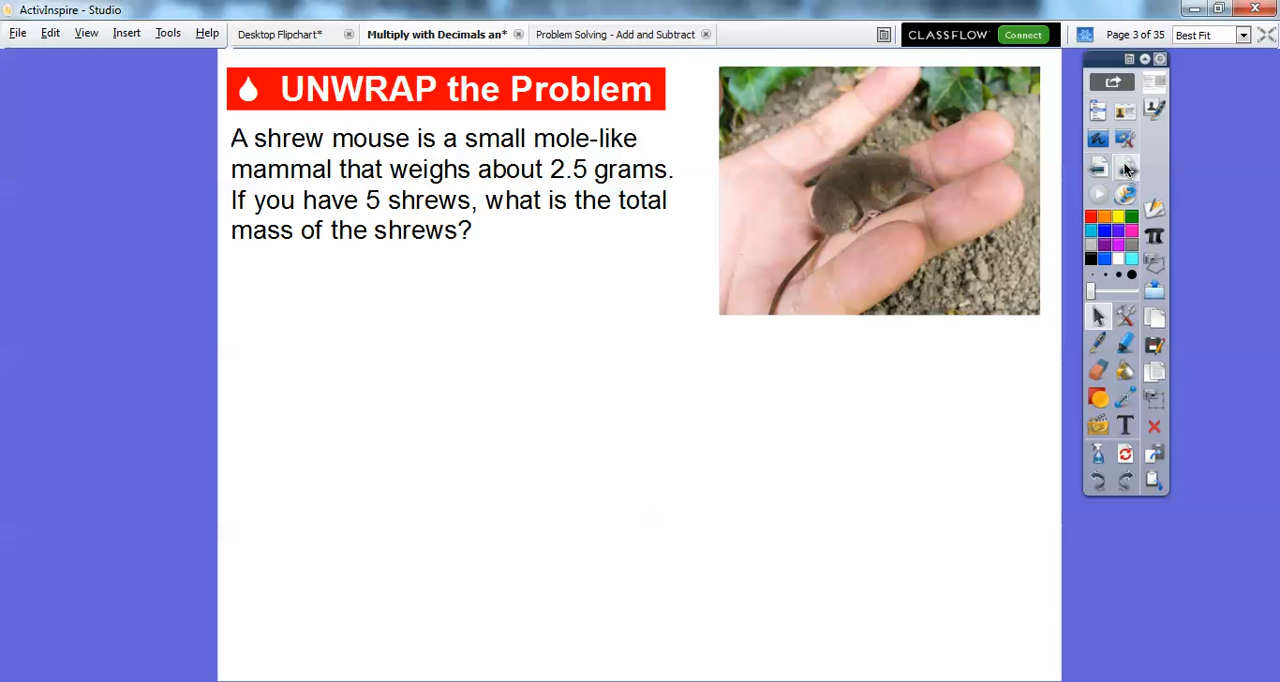 ActivInspire - Studio
File Edit View Insert Tools Help
Desktop Flipchart* Multiply with Decimals an* Problem Solving - Add and Subtract
CLASSFLOW Connect
Page 3 of 35 Best Fit
UNWRAP the Problem
A shrew mouse is a small mole-like
mammal that weighs about 2.5 grams.
If you have 5 shrews, what is the total
mass of the shrews?